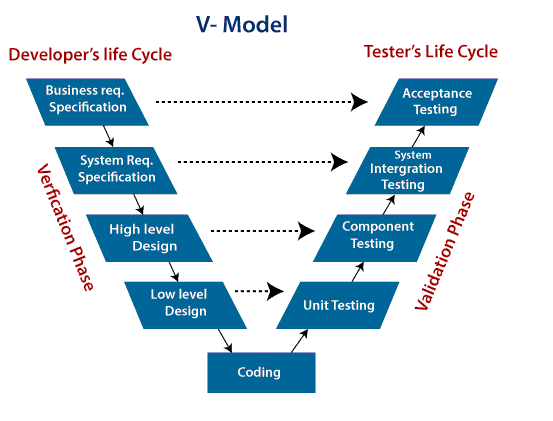 V- Model
Developer's life Cycle
Tester's Life Cycle
Business req.
Specification
Acceptance
Testing
System Req.
Specification
System
Intergration
Testing
High level
Design
Component
Testing
Low level
Design
Unit Testing
Coding
Verfication Phase
Validation Phase